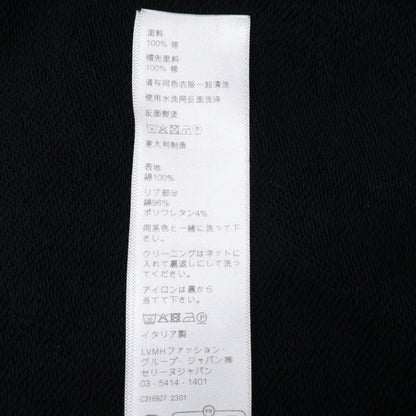 面料
100% 棉
帽兜里料
100% 棉
请与同色衣服一起清洗
使用水洗网反面洗涤
反面熨烫
意大利制造
表地
綿100%
リブ部分
綿96%
ポリウレタン4%
同系色と一緒に洗って下
さい。
クリーニングはネットに
入れて裏返しにして洗っ
てください。
アイロンは裏から
当てて下さい。
イタリア製
LVMHファッション・
グループ・ジャパン㈱
セリーヌジャパン
03-5414-1401
C316927 2301